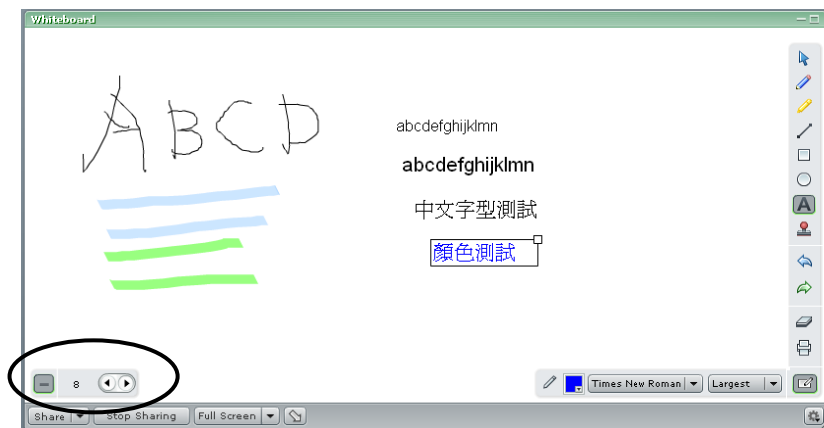 Whiteboard
ABCD
abcdefghijklmn
abcdefghijklmn
中文字型測試
顏色測試
A
8
Times New Roman
Largest
Share
Stop Sharing
Full Screen